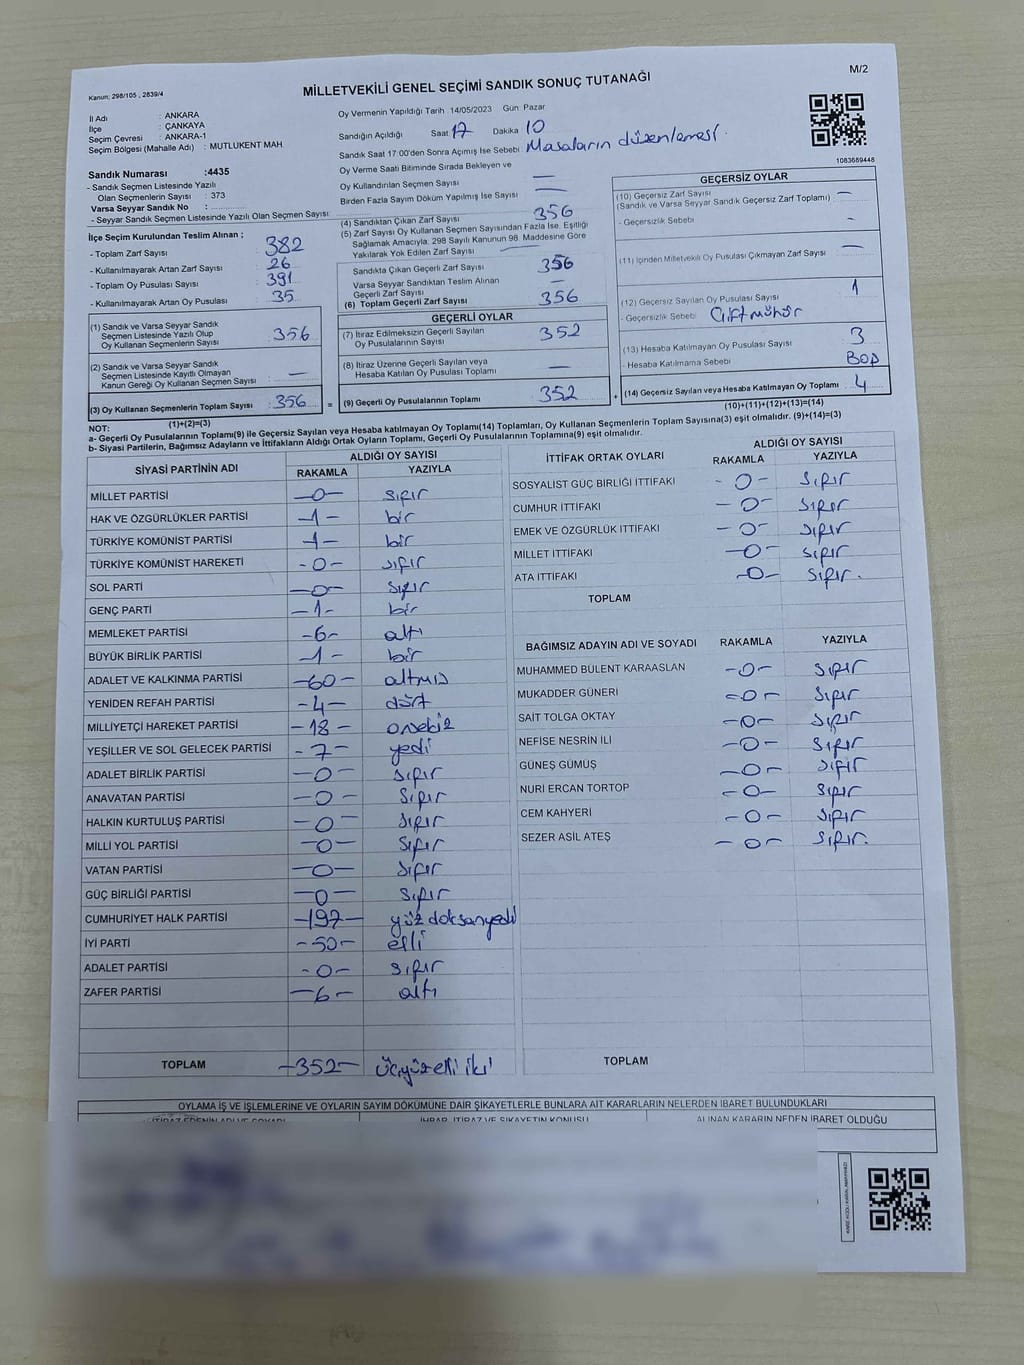 Kanun: 298/105 , 2839/4
MİLLETVEKİLİ GENEL SEÇİMİ SANDIK SONUÇ TUTANAĞI
M/2
İl Adı : ANKARA
İlçe : ÇANKAYA
Seçim Çevresi : ANKARA-1
Seçim Bölgesi (Mahalle Adı) : MUTLUKENT MAH.
Oy Vermenin Yapıldığı Tarih 14/05/2023 Gün Pazar
Sandığın Açıldığı Saat 17 Dakika 10
Sandık Saat 17:00'den Sonra Açımış İse Sebebi Masaların düzenlemesi.
Oy Verme Saati Bitiminde Sırada Bekleyen ve
Oy Kullandırılan Seçmen Sayısı —
Birden Fazla Sayım Döküm Yapılmış İse Sayısı —
1083689448
Sandık Numarası :4435
- Sandık Seçmen Listesinde Yazılı
Olan Seçmenlerin Sayısı : 373
Varsa Seyyar Sandık No :
- Seyyar Sandık Seçmen Listesinde Yazılı Olan Seçmen Sayısı
İlçe Seçim Kurulundan Teslim Alınan ;
- Toplam Zarf Sayısı : 382
- Kullanılmayarak Artan Zarf Sayısı : 26
- Toplam Oy Pusulası Sayısı : 391
- Kullanılmayarak Artan Oy Pusulası : 35
(1) Sandık ve Varsa Seyyar Sandık
Seçmen Listesinde Yazılı Olup
Oy Kullanan Seçmenlerin Sayısı : 356
(2) Sandık ve Varsa Seyyar Sandık
Seçmen Listesinde Kayıtlı Olmayan
Kanun Gereği Oy Kullanan Seçmen Sayısı : —
(3) Oy Kullanan Seçmenlerin Toplam Sayısı : 356
(1)+(2)=(3)
(4) Sandıktan Çıkan Zarf Sayısı 356
(5) Zarf Sayısı Oy Kullanan Seçmen Sayısından Fazla İse, Eşitliği
Sağlamak Amacıyla, 298 Sayılı Kanunun 98. Maddesine Göre
Yakılarak Yok Edilen Zarf Sayısı —
Sandıkta Çıkan Geçerli Zarf Sayısı 356
Varsa Seyyar Sandıktan Teslim Alınan
Geçerli Zarf Sayısı —
(6) Toplam Geçerli Zarf Sayısı 356
GEÇERLİ OYLAR
(7) İtiraz Edilmeksizin Geçerli Sayılan
Oy Pusulalarının Sayısı : 352
(8) İtiraz Üzerine Geçerli Sayılan veya
Hesaba Katılan Oy Pusulası Toplamı : —
= (9) Geçerli Oy Pusulalarının Toplamı : 352
GEÇERSİZ OYLAR
(10) Geçersiz Zarf Sayısı —
(Sandık ve Varsa Seyyar Sandık Geçersiz Zarf Toplamı)
- Geçersizlik Sebebi -
(11) İçinden Milletvekili Oy Pusulası Çıkmayan Zarf Sayısı —
(12) Geçersiz Sayılan Oy Pusulası Sayısı 1
- Geçersizlik Sebebi Çift mühür
(13) Hesaba Katılmayan Oy Pusulası Sayısı 3
- Hesaba Katılmama Sebebi BOŞ
+ (14) Geçersiz Sayılan veya Hesaba Katılmayan Oy Toplamı : 4
(10)+(11)+(12)+(13)=(14)
NOT:
a- Geçerli Oy Pusulalarının Toplamı(9) ile Geçersiz Sayılan veya Hesaba Katılmayan Oy Toplamı(14) Toplamları, Oy Kullanan Seçmenlerin Toplam Sayısına(3) eşit olmalıdır. (9)+(14)=(3)
b- Siyasi Partilerin, Bağımsız Adayların ve İttifakların Aldığı Ortak Oyların Toplamı, Geçerli Oy Pusulalarının Toplamına(9) eşit olmalıdır.
SİYASİ PARTİNİN ADI
ALDIĞI OY SAYISI
RAKAMLA YAZIYLA
MİLLET PARTİSİ -0- sıfır
HAK VE ÖZGÜRLÜKLER PARTİSİ -1- bir
TÜRKİYE KOMÜNİST PARTİSİ -1- bir
TÜRKİYE KOMÜNİST HAREKETİ -0- sıfır
SOL PARTİ -0- sıfır
GENÇ PARTİ -1- bir
MEMLEKET PARTİSİ -6- altı
BÜYÜK BİRLİK PARTİSİ -1- bir
ADALET VE KALKINMA PARTİSİ -60- altmış
YENİDEN REFAH PARTİSİ -4- dört
MİLLİYETÇİ HAREKET PARTİSİ -18- onsekiz
YEŞİLLER VE SOL GELECEK PARTİSİ -7- yedi
ADALET BİRLİK PARTİSİ -0- sıfır
ANAVATAN PARTİSİ -0- sıfır
HALKIN KURTULUŞ PARTİSİ -0- sıfır
MİLLİ YOL PARTİSİ -0- sıfır
VATAN PARTİSİ -0- sıfır
GÜÇ BİRLİĞİ PARTİSİ -0- sıfır
CUMHURİYET HALK PARTİSİ -197- yüz doksanyedi
İYİ PARTİ -50- elli
ADALET PARTİSİ -0- sıfır
ZAFER PARTİSİ -6- altı
TOPLAM -352- üçyüzelli iki
İTTİFAK ORTAK OYLARI
ALDIĞI OY SAYISI
RAKAMLA YAZIYLA
SOSYALİST GÜÇ BİRLİĞİ İTTİFAKI -0- sıfır
CUMHUR İTTİFAKI -0- sıfır
EMEK VE ÖZGÜRLÜK İTTİFAKI -0- sıfır
MİLLET İTTİFAKI -0- sıfır
ATA İTTİFAKI -0- sıfır.
TOPLAM
BAĞIMSIZ ADAYIN ADI VE SOYADI RAKAMLA YAZIYLA
MUHAMMED BÜLENT KARAASLAN -0- sıfır
MUKADDER GÜNERİ -0- sıfır
SAİT TOLGA OKTAY -0- sıfır
NEFİSE NESRİN İLİ -0- sıfır
GÜNEŞ GÜMÜŞ -0- sıfır
NURİ ERCAN TORTOP -0- sıfır
CEM KAHYERİ -0- sıfır
SEZER ASİL ATEŞ -0- sıfır.
TOPLAM
OYLAMA İŞ VE İŞLEMLERİNE VE OYLARIN SAYIM DÖKÜMÜNE DAİR ŞİKAYETLERLE BUNLARA AİT KARARLARIN NELERDEN İBARET BULUNDUKLARI
İTİRAZ EDENİN ADI VE SOYADI İHBAR, İTİRAZ VE ŞİKAYETİN KONUSU ALINAN KARARIN NEDEN İBARET OLDUĞU